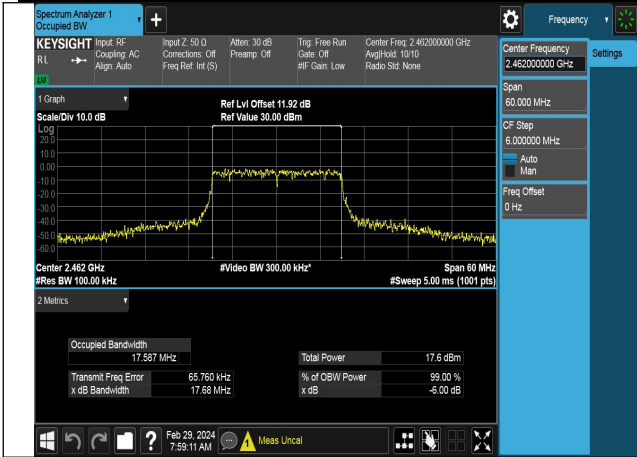 Spectrum Analyzer 1
Occupied BW
Frequency
KEYSIGHT
R L
Input: RF
Coupling: AC
Align: Auto
Input Z: 50 Ω
Corrections: Off
Freq Ref: Int (S)
Atten: 30 dB
Preamp: Off
Trig: Free Run
Gate: Off
#IF Gain: Low
Center Freq: 2.462000000 GHz
Avg|Hold: 10/10
Radio Std: None
Center Frequency
2.462000000 GHz
Settings
Span
60.000 MHz
CF Step
6.000000 MHz
Auto
Man
Freq Offset
0 Hz
1 Graph
Scale/Div 10.0 dB
Ref Lvl Offset 11.92 dB
Ref Value 30.00 dBm
Log
20.0
10.0
0.00
-10.0
-20.0
-30.0
-40.0
-50.0
-60.0
Center 2.462 GHz
#Video BW 300.00 kHz*
Span 60 MHz
#Res BW 100.00 kHz
#Sweep 5.00 ms (1001 pts)
2 Metrics
Occupied Bandwidth
17.587 MHz
Total Power
17.6 dBm
Transmit Freq Error
65.760 kHz
% of OBW Power
99.00 %
x dB Bandwidth
17.68 MHz
x dB
-6.00 dB
Feb 29, 2024
7:59:11 AM
Meas Uncal